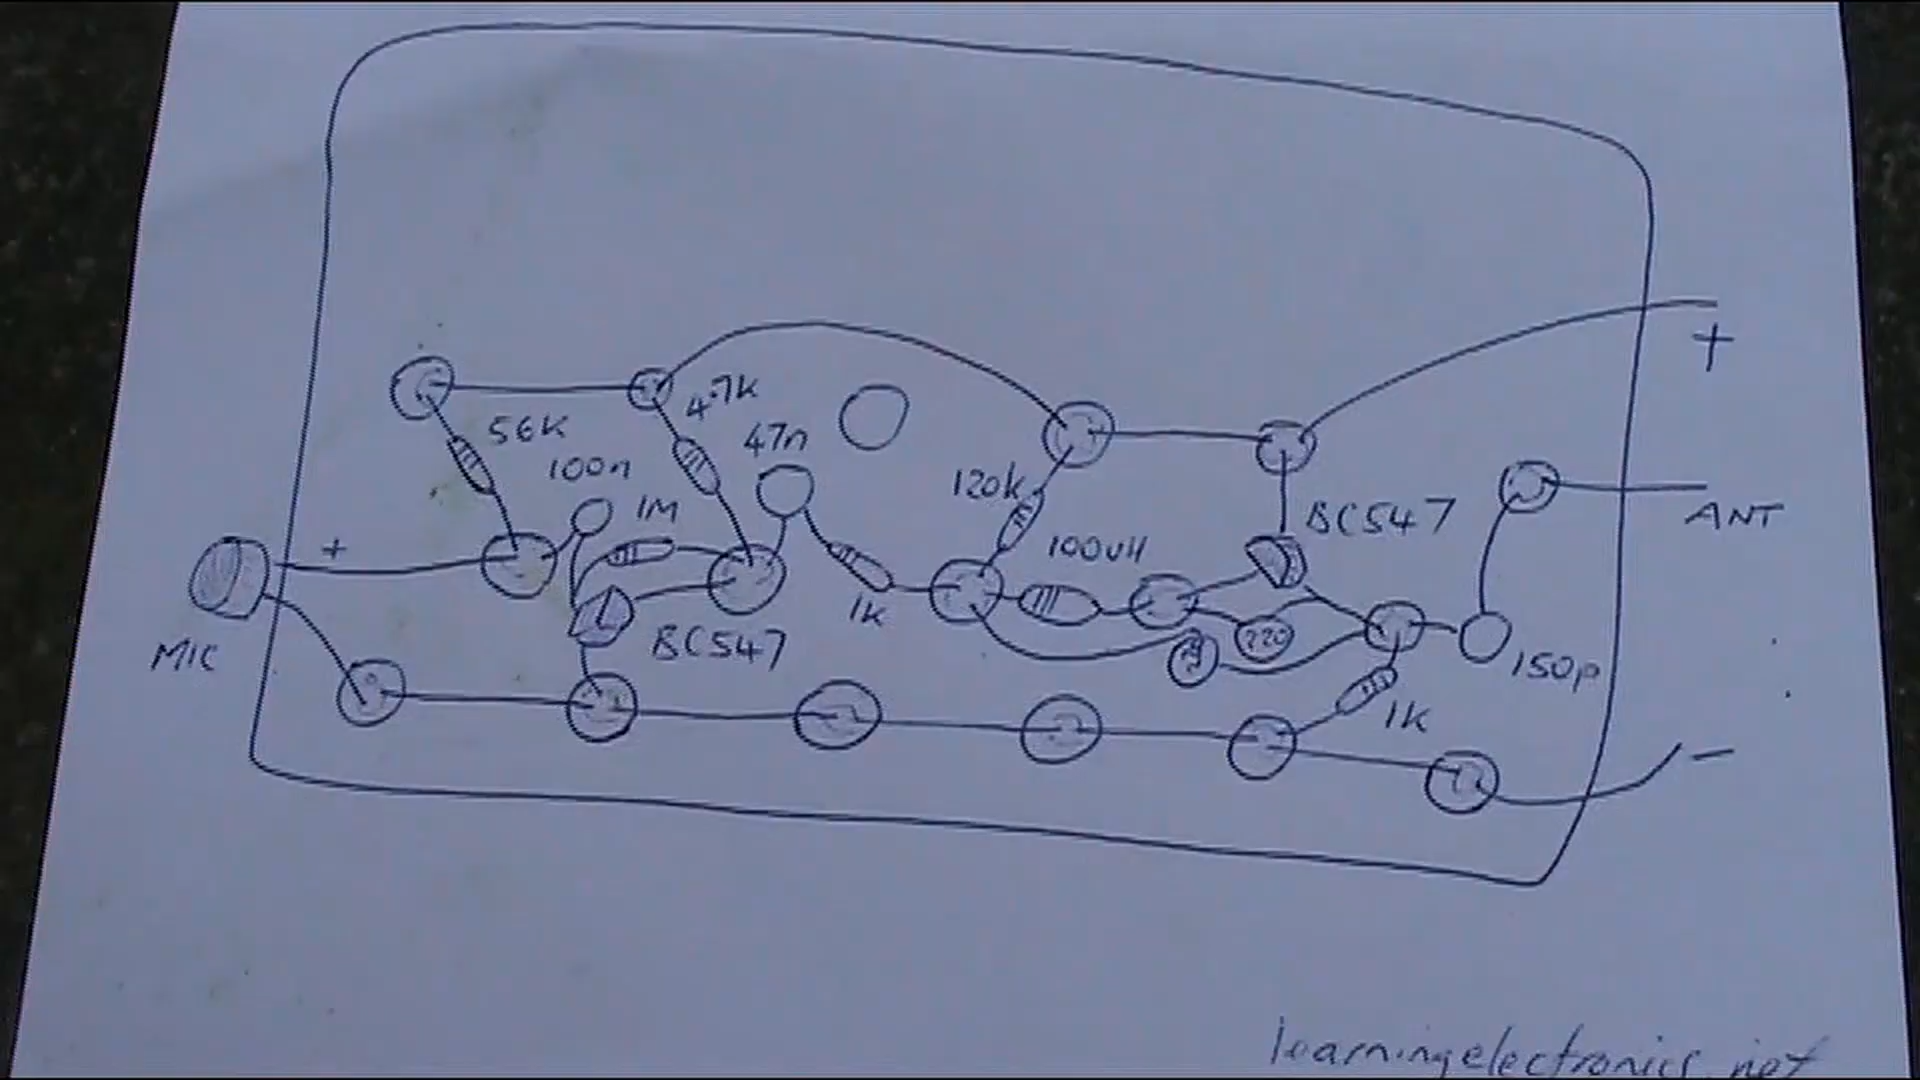 +
4.7K
56K
47n
100n
1M
120k
BC547
100uH
ANT
+
1K
MIC
BC547
220
150p
1K
-
learningelectronics.net